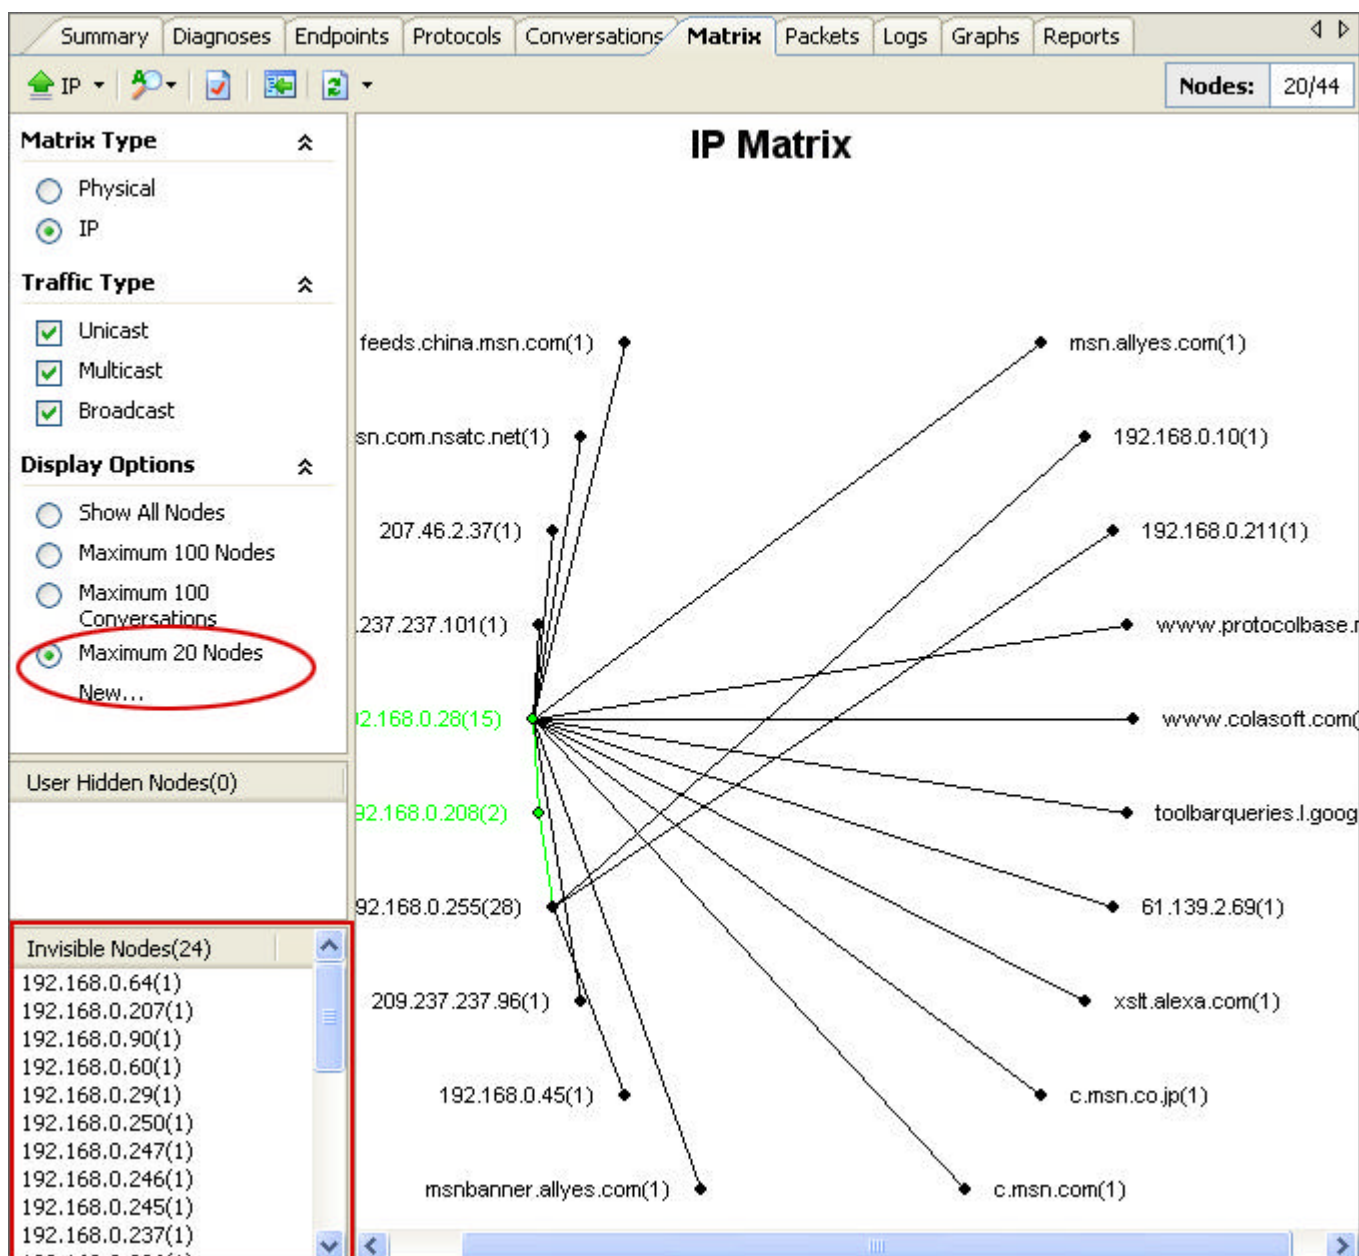 Summary Diagnoses Endpoints Protocols Conversations Matrix Packets Logs Graphs Reports
IP
Nodes: 20/44
Matrix Type
Physical
IP
Traffic Type
Unicast
Multicast
Broadcast
Display Options
Show All Nodes
Maximum 100 Nodes
Maximum 100
Conversations
Maximum 20 Nodes
New...
User Hidden Nodes(0)
Invisible Nodes(24)
192.168.0.64(1)
192.168.0.207(1)
192.168.0.90(1)
192.168.0.60(1)
192.168.0.29(1)
192.168.0.250(1)
192.168.0.247(1)
192.168.0.246(1)
192.168.0.245(1)
192.168.0.237(1)
IP Matrix
feeds.china.msn.com(1)
msn.allyes.com(1)
sn.com.nsatc.net(1)
192.168.0.10(1)
207.46.2.37(1)
192.168.0.211(1)
.237.237.101(1)
www.protocolbase.
2.168.0.28(15)
www.colasoft.com(
92.168.0.208(2)
toolbarqueries.l.goog
92.168.0.255(28)
61.139.2.69(1)
209.237.237.96(1)
xslt.alexa.com(1)
192.168.0.45(1)
c.msn.co.jp(1)
msnbanner.allyes.com(1)
c.msn.com(1)